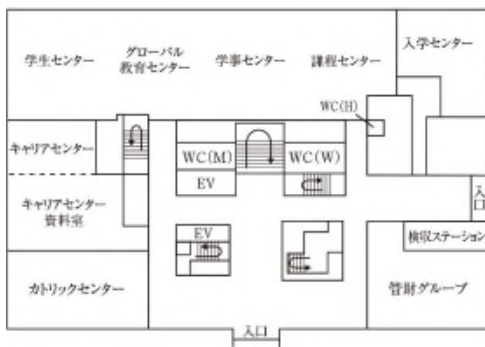 学生センター
グローバル
教育センター
学事センター
課程センター
入学センター
WC(H)
キャリアセンター
WC(M)
WC(W)
EV
キャリアセンター
資料室
入口
EV
検収ステーション
カトリックセンター
管財グループ
入口